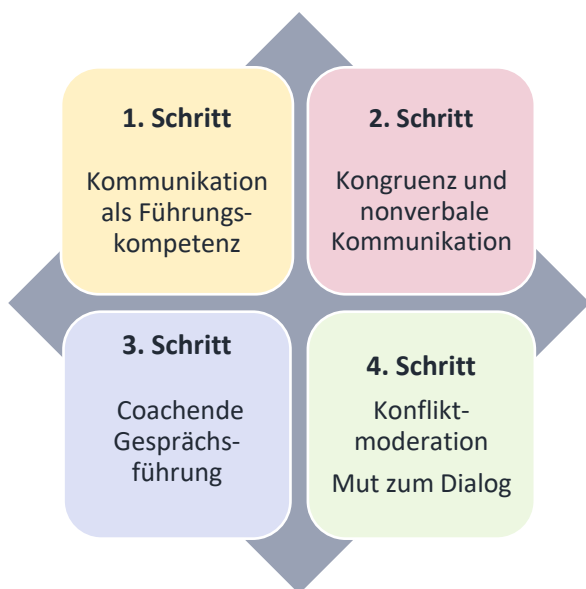 1. Schritt
Kommunikation
als Führungs-
kompetenz
2. Schritt
Kongruenz und
nonverbale
Kommunikation
3. Schritt
Coachende
Gesprächs-
führung
4. Schritt
Konflikt-
moderation
Mut zum Dialog